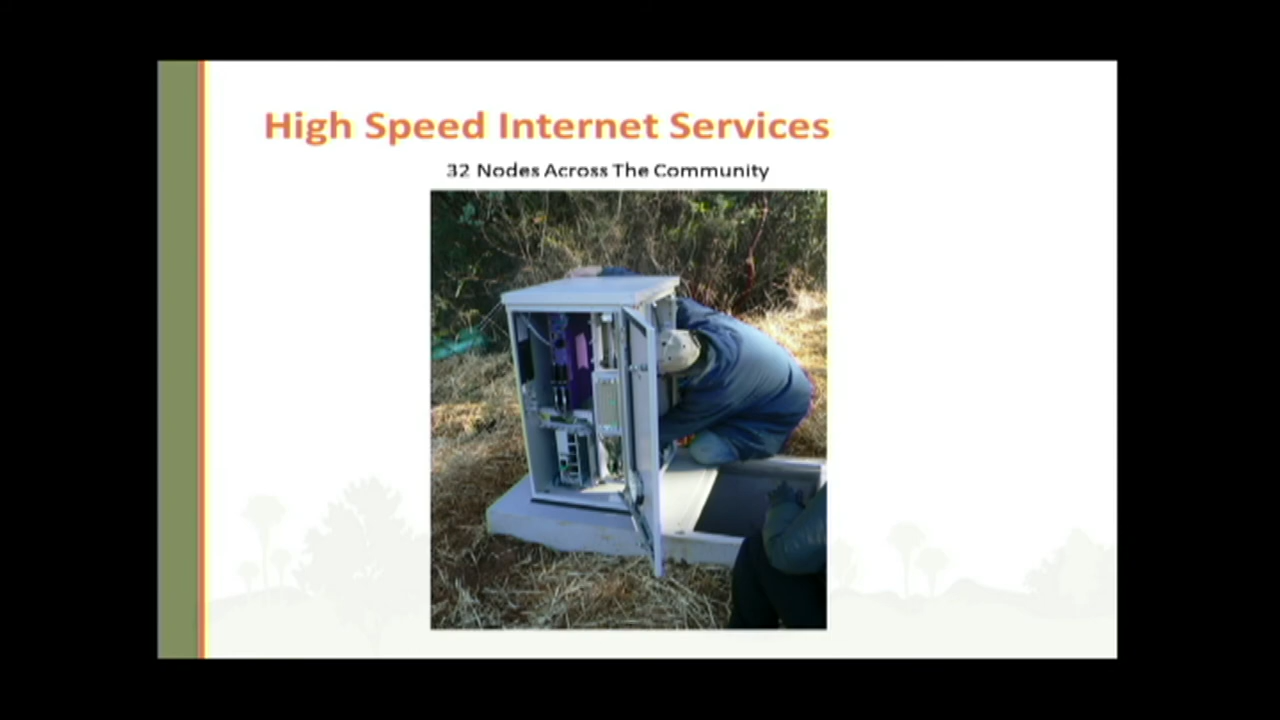 High Speed Internet Services
32 Nodes Across The Community